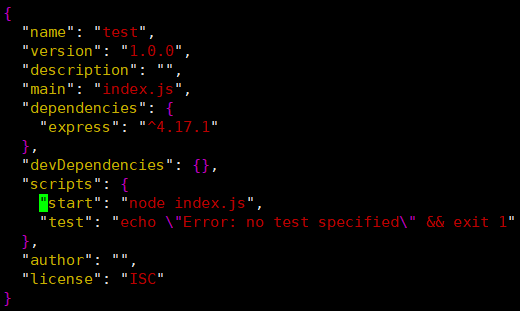 {
  "name": "test",
  "version": "1.0.0",
  "description": "",
  "main": "index.js",
  "dependencies": {
    "express": "^4.17.1"
  },
  "devDependencies": {},
  "scripts": {
    "start": "node index.js",
    "test": "echo \"Error: no test specified\" && exit 1"
  },
  "author": "",
  "license": "ISC"
}